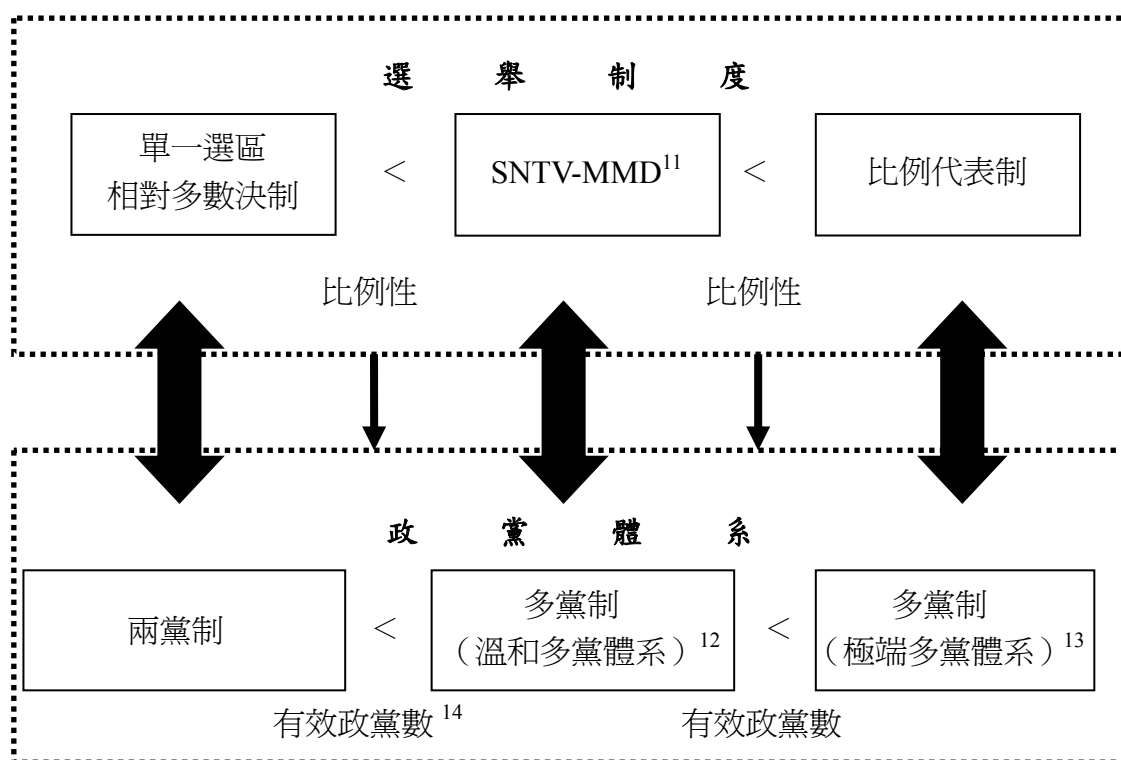 選 舉 制 度
單一選區
相對多數決制
<
SNTV-MMD11
<
比例代表制
比例性
比例性
政 黨 體 系
兩黨制
<
多黨制
（溫和多黨體系）12
<
多黨制
（極端多黨體系）13
有效政黨數 14
有效政黨數